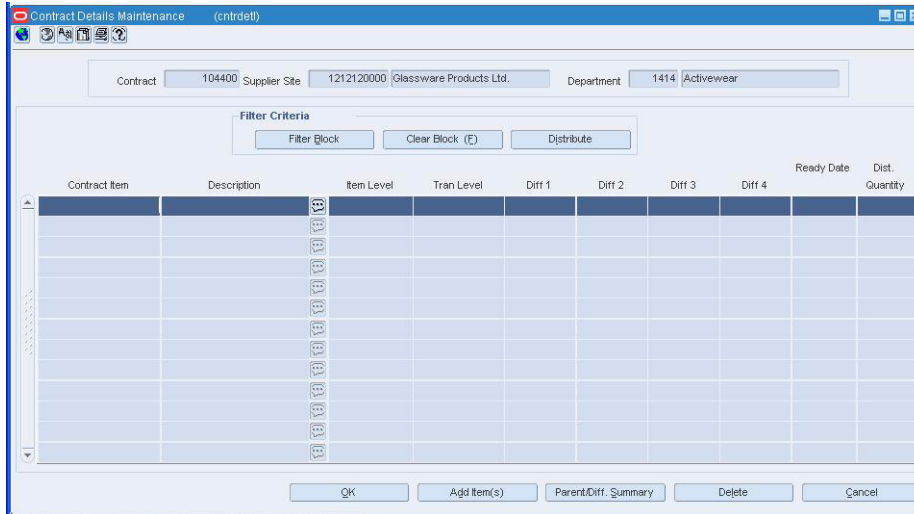 Contract Details Maintenance (cntrdetl)
Contract 104400 Supplier Site 1212120000 Glassware Products Ltd. Department 1414 Activewear
Filter Criteria
Filter Block Clear Block (F) Distribute
Contract Item Description Item Level Tran Level Diff 1 Diff 2 Diff 3 Diff 4 Ready Date Dist. Quantity
OK Add Item(s) Parent/Diff. Summary Delete Cancel